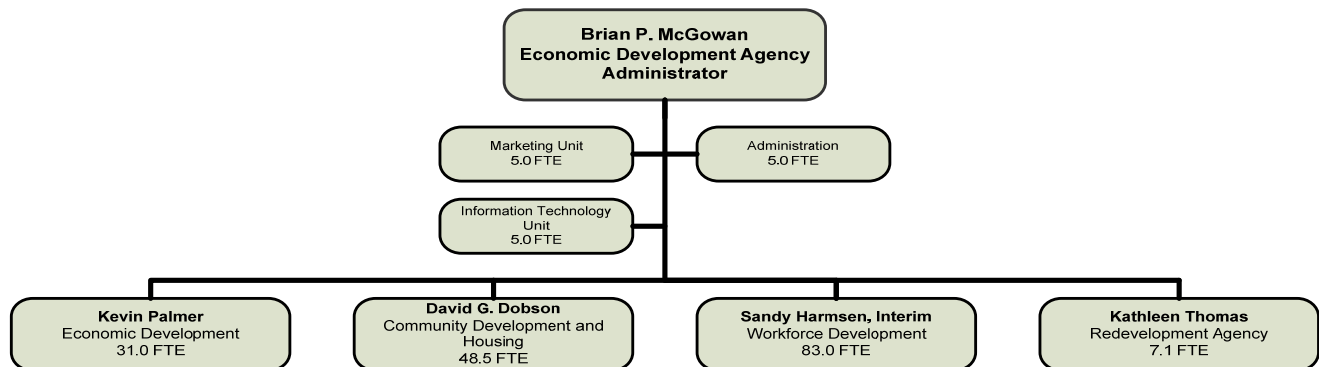 Brian P. McGowan
Economic Development Agency
Administrator
Marketing Unit
5.0 FTE
Administration
5.0 FTE
Information Technology
Unit
5.0 FTE
Kevin Palmer
Economic Development
31.0 FTE
David G. Dobson
Community Development and
Housing
48.5 FTE
Sandy Harmsen, Interim
Workforce Development
83.0 FTE
Kathleen Thomas
Redevelopment Agency
7.1 FTE